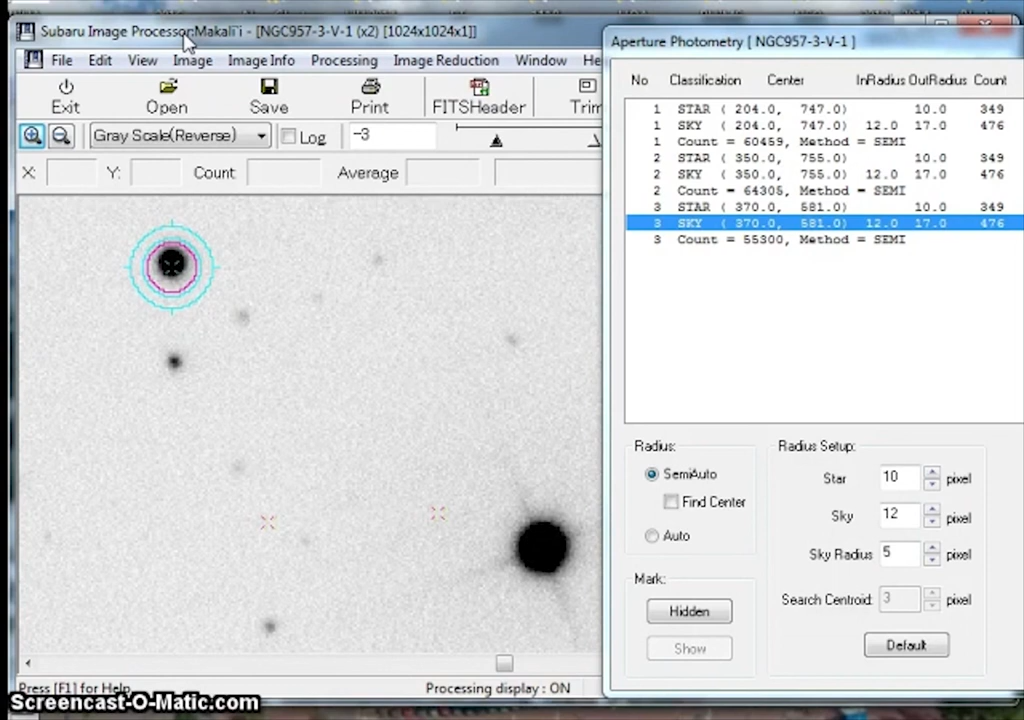 Subaru Image Processor:Makali`i - [NGC957-3-V-1 (x2) [1024x1024x1]]
File Edit View Image Image Info Processing Image Reduction Window He
Exit Open Save Print FITSHeader Trim
Gray Scale(Reverse) Log -3
X: Y: Count Average
Press [F1] for Help Processing display : ON
Aperture Photometry [ NGC957-3-V-1 ]
No Classification Center InRadius OutRadius Count
1 STAR ( 204.0, 747.0) 10.0 349
1 SKY ( 204.0, 747.0) 12.0 17.0 476
1 Count = 60459, Method = SEMI
2 STAR ( 350.0, 755.0) 10.0 349
2 SKY ( 350.0, 755.0) 12.0 17.0 476
2 Count = 64305, Method = SEMI
3 STAR ( 370.0, 581.0) 10.0 349
3 SKY ( 370.0, 581.0) 12.0 17.0 476
3 Count = 55300, Method = SEMI
Radius:
SemiAuto
Find Center
Auto
Mark:
Hidden
Show
Radius Setup:
Star 10 pixel
Sky 12 pixel
Sky Radius 5 pixel
Search Centroid: 3 pixel
Default
Screencast-O-Matic.com